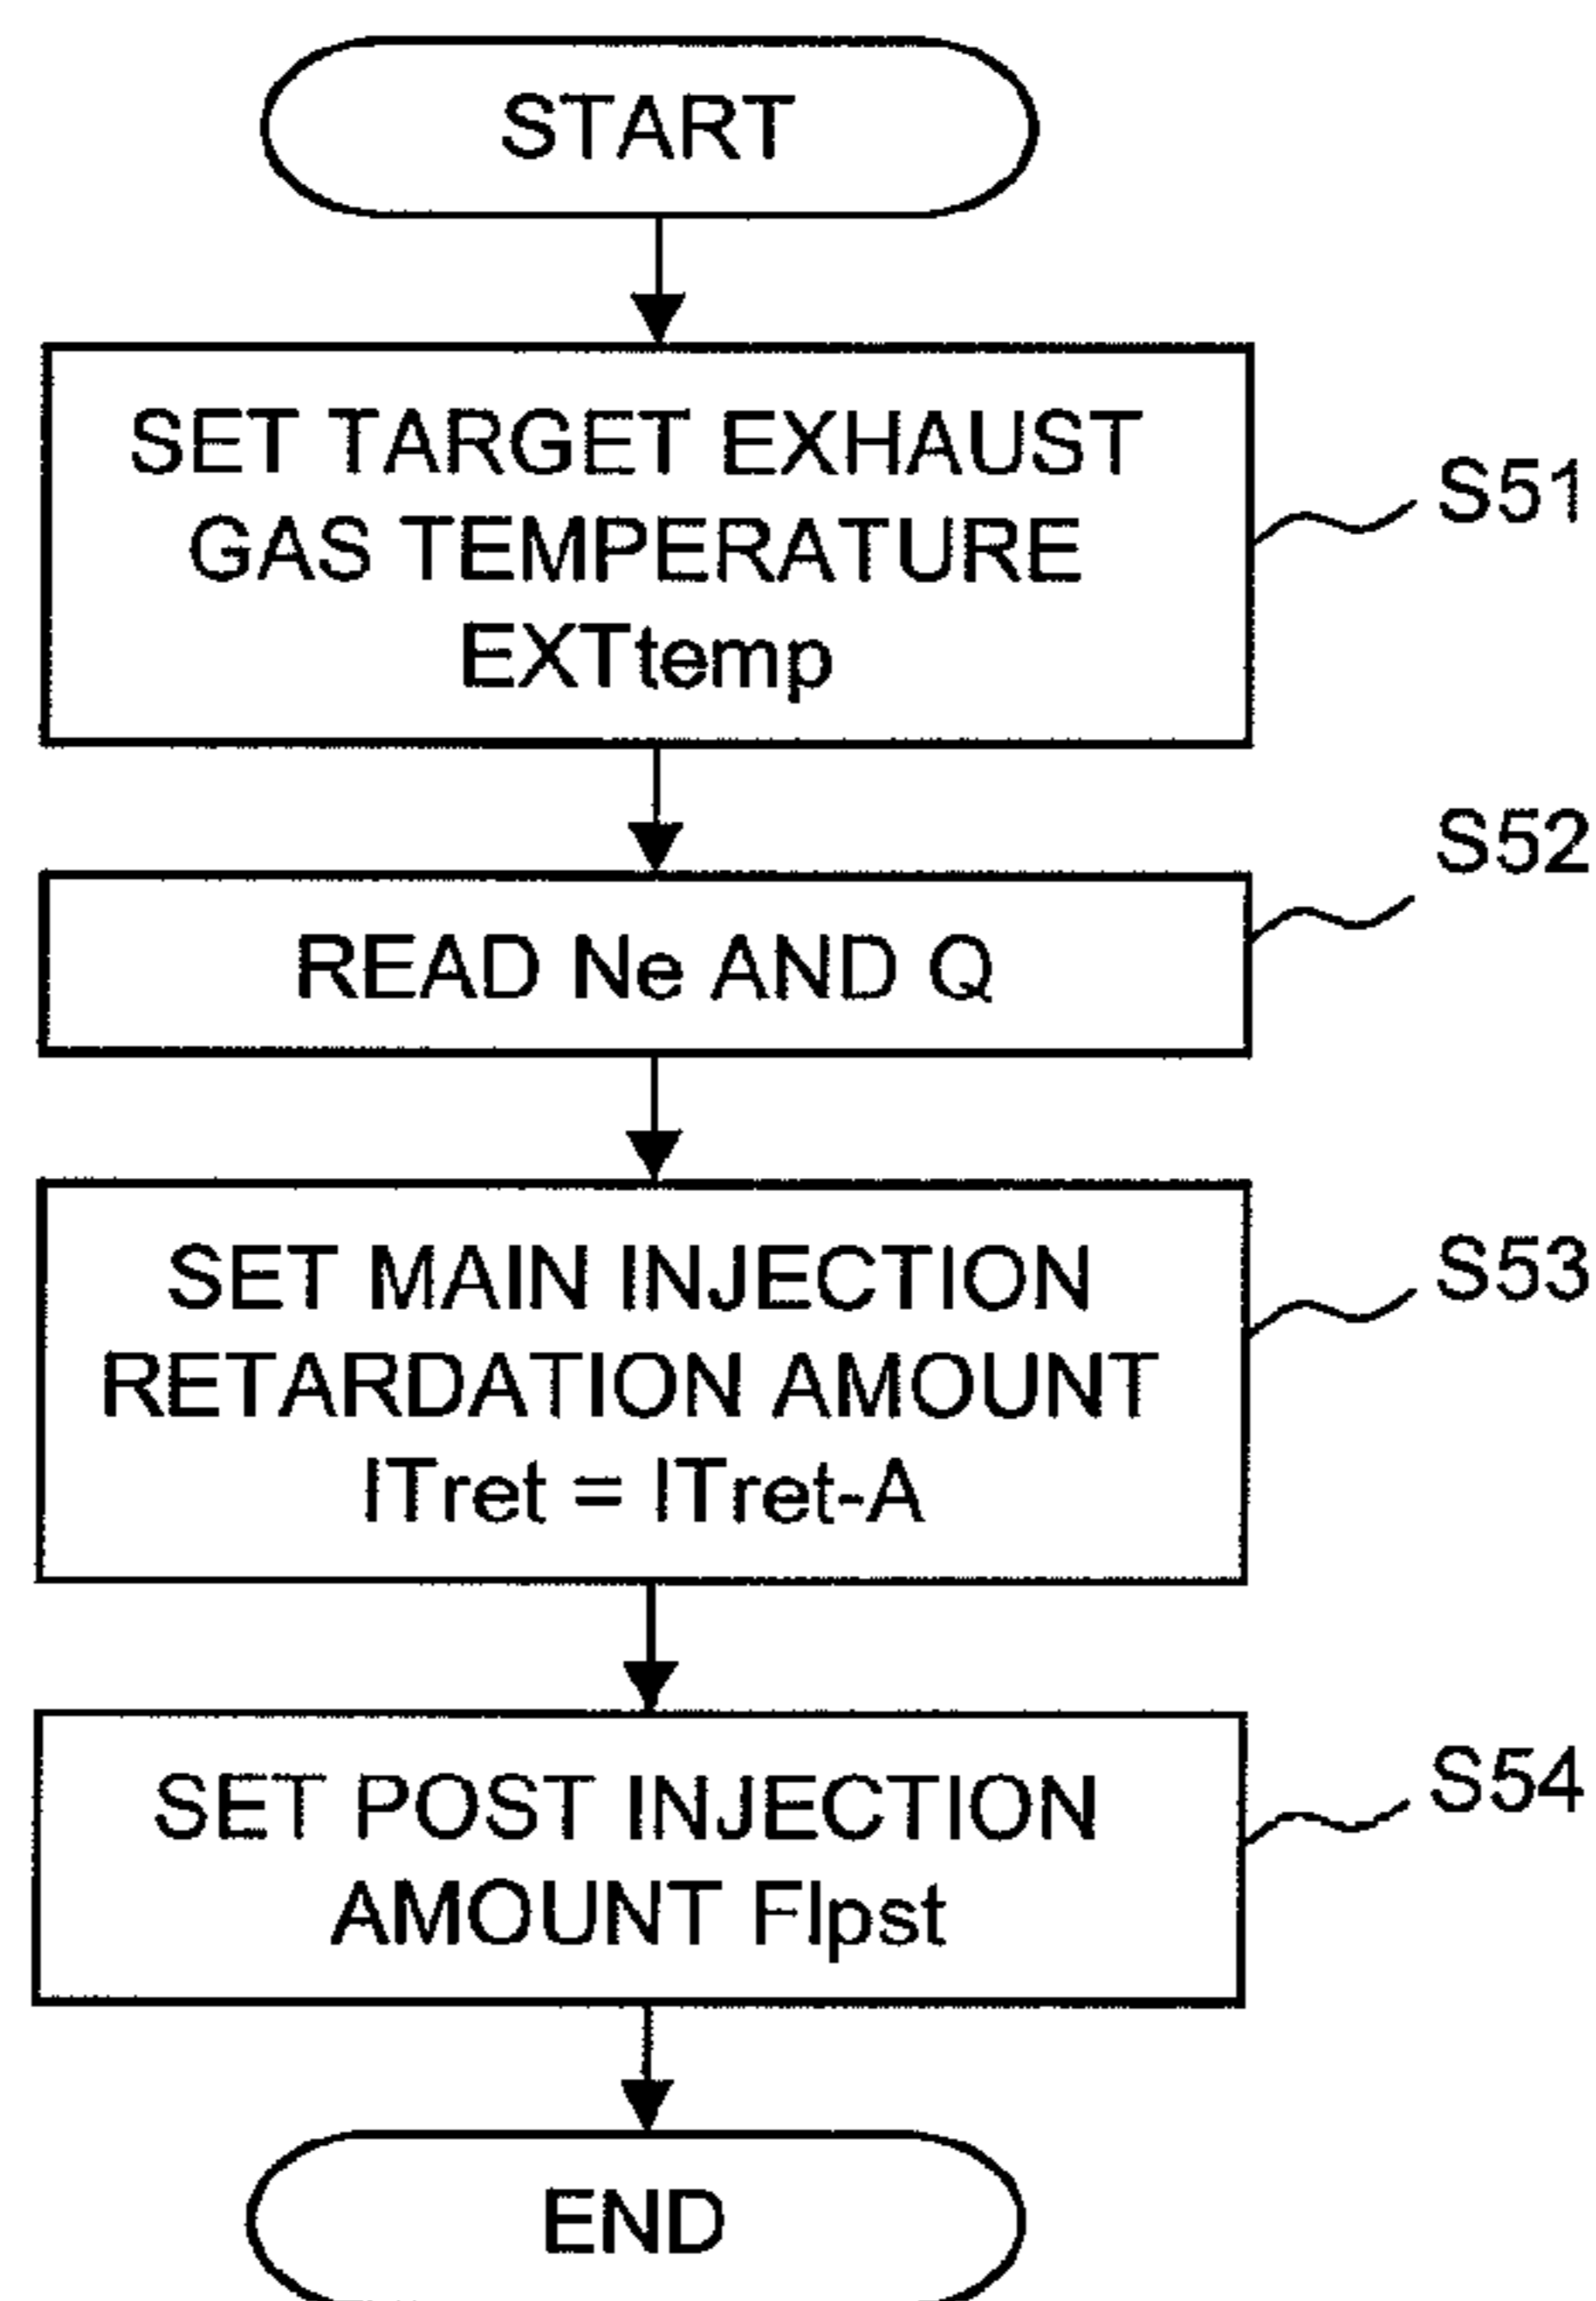 START
SET TARGET EXHAUST
GAS TEMPERATURE
EXTtemp
S51
READ Ne AND Q
S52
SET MAIN INJECTION
RETARDATION AMOUNT
ITret = ITret-A
S53
SET POST INJECTION
AMOUNT FIpst
S54
END